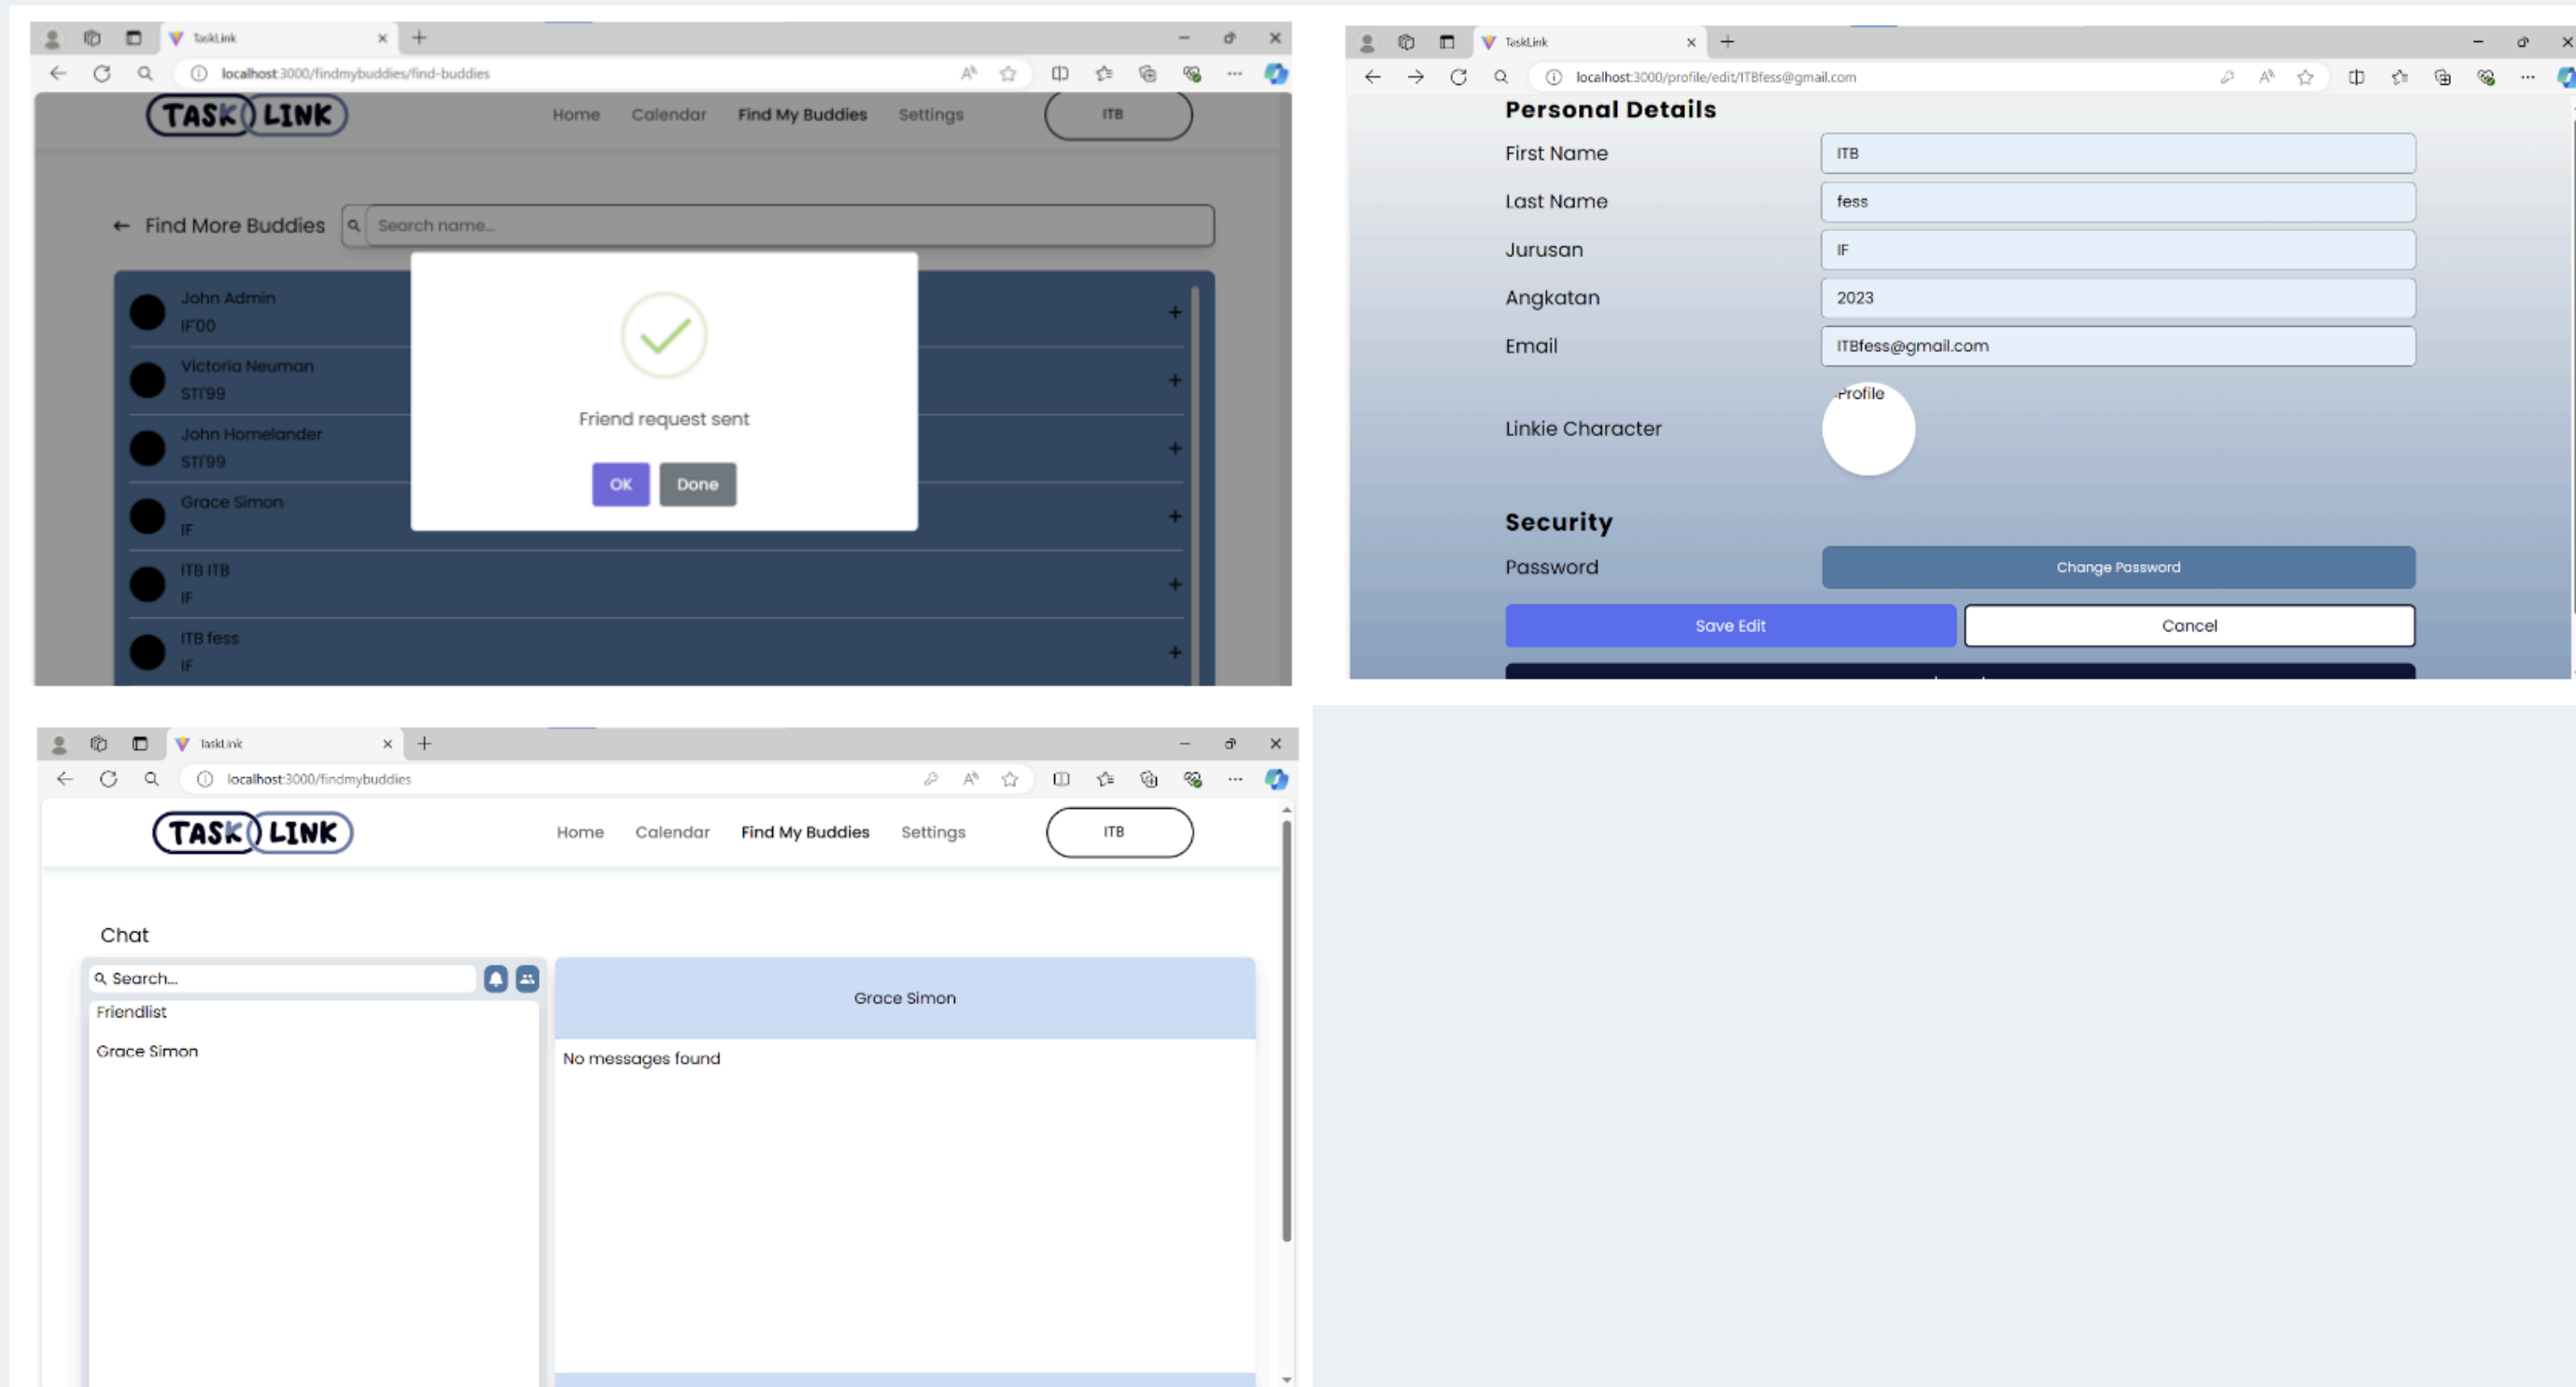 TaskLink
localhost:3000/findmybuddies/find-buddies
TASK LINK
Home Calendar Find My Buddies Settings ITB
← Find More Buddies Search name...
John Admin
IF'00
Victoria Neuman
STI'99
John Homelander
STI'99
Grace Simon
IF
ITB ITB
IF
ITB fess
IF
Friend request sent
OK Done
TaskLink
localhost:3000/profile/edit/ITBfess@gmail.com
Personal Details
First Name ITB
Last Name fess
Jurusan IF
Angkatan 2023
Email ITBfess@gmail.com
Linkie Character Profile
Security
Password Change Password
Save Edit Cancel
TaskLink
localhost:3000/findmybuddies
TASK LINK
Home Calendar Find My Buddies Settings ITB
Chat
Search...
Friendlist
Grace Simon
Grace Simon
No messages found